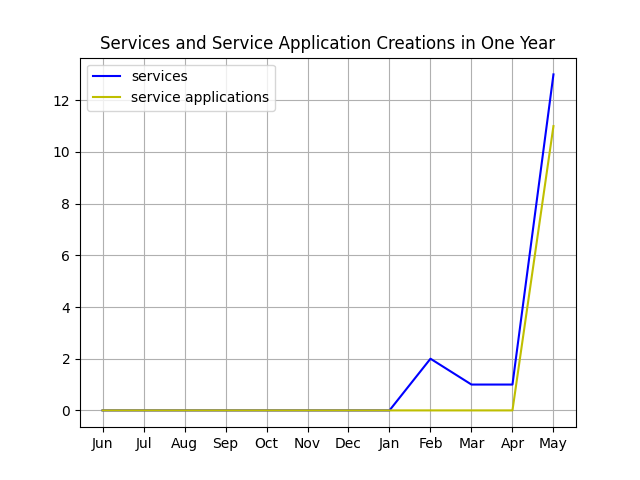 Services and Service Application Creations in One Year
services
service applications
12
10
8
6
4
2
0
Jun Jul Aug Sep Oct Nov Dec Jan Feb Mar Apr May